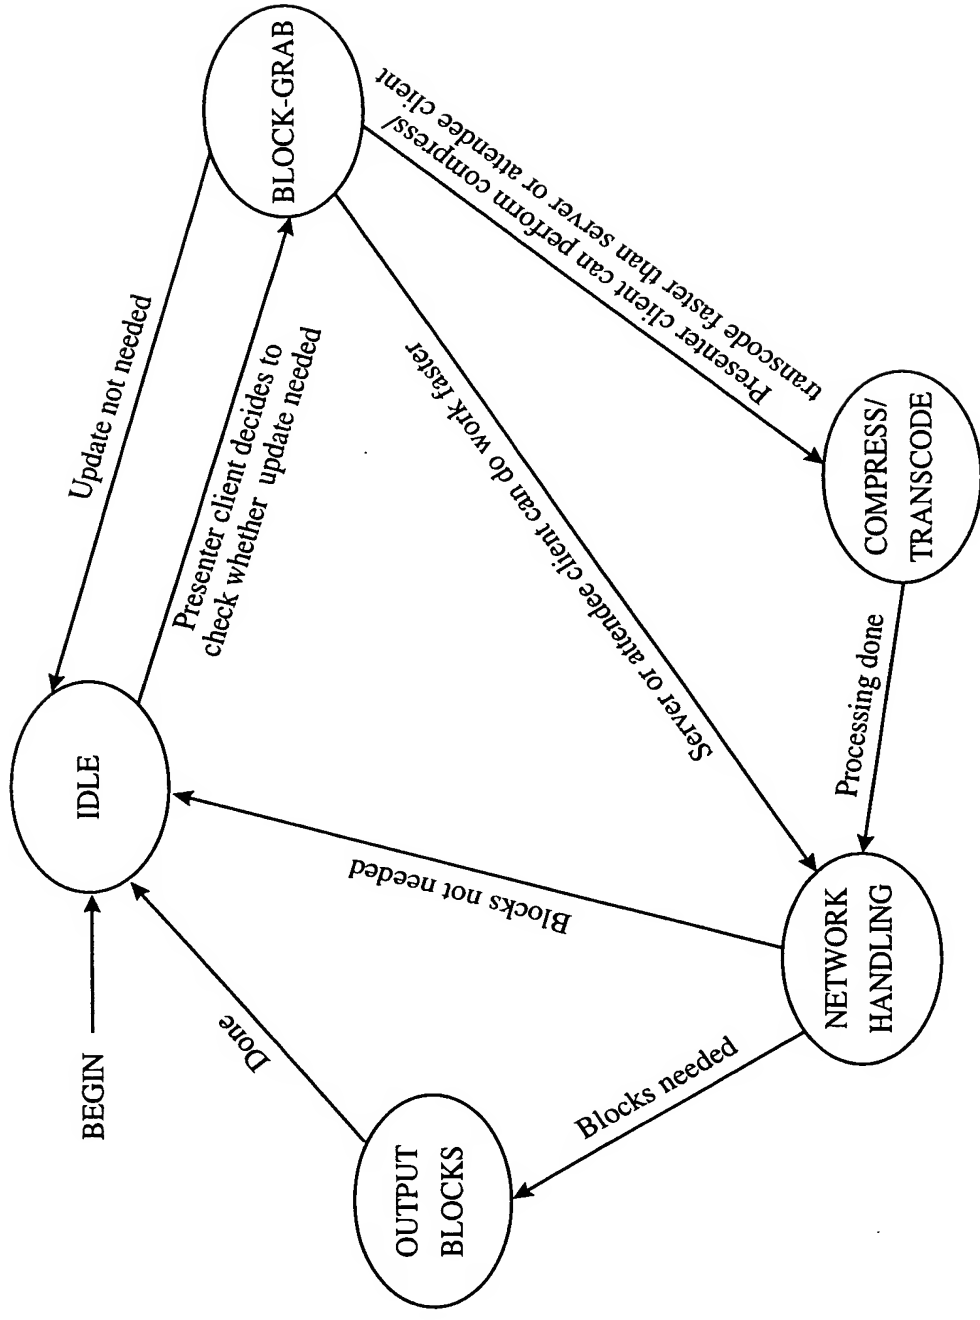 BEGIN
IDLE
Update not needed
Presenter client decides to
check whether update needed
BLOCK-GRAB
Done
Blocks not needed
Server or attendee client can do work faster
Presenter client can perform compress/
transcode faster than server or attendee client
OUTPUT
BLOCKS
Blocks needed
NETWORK
HANDLING
Processing done
COMPRESS/
TRANSCODE